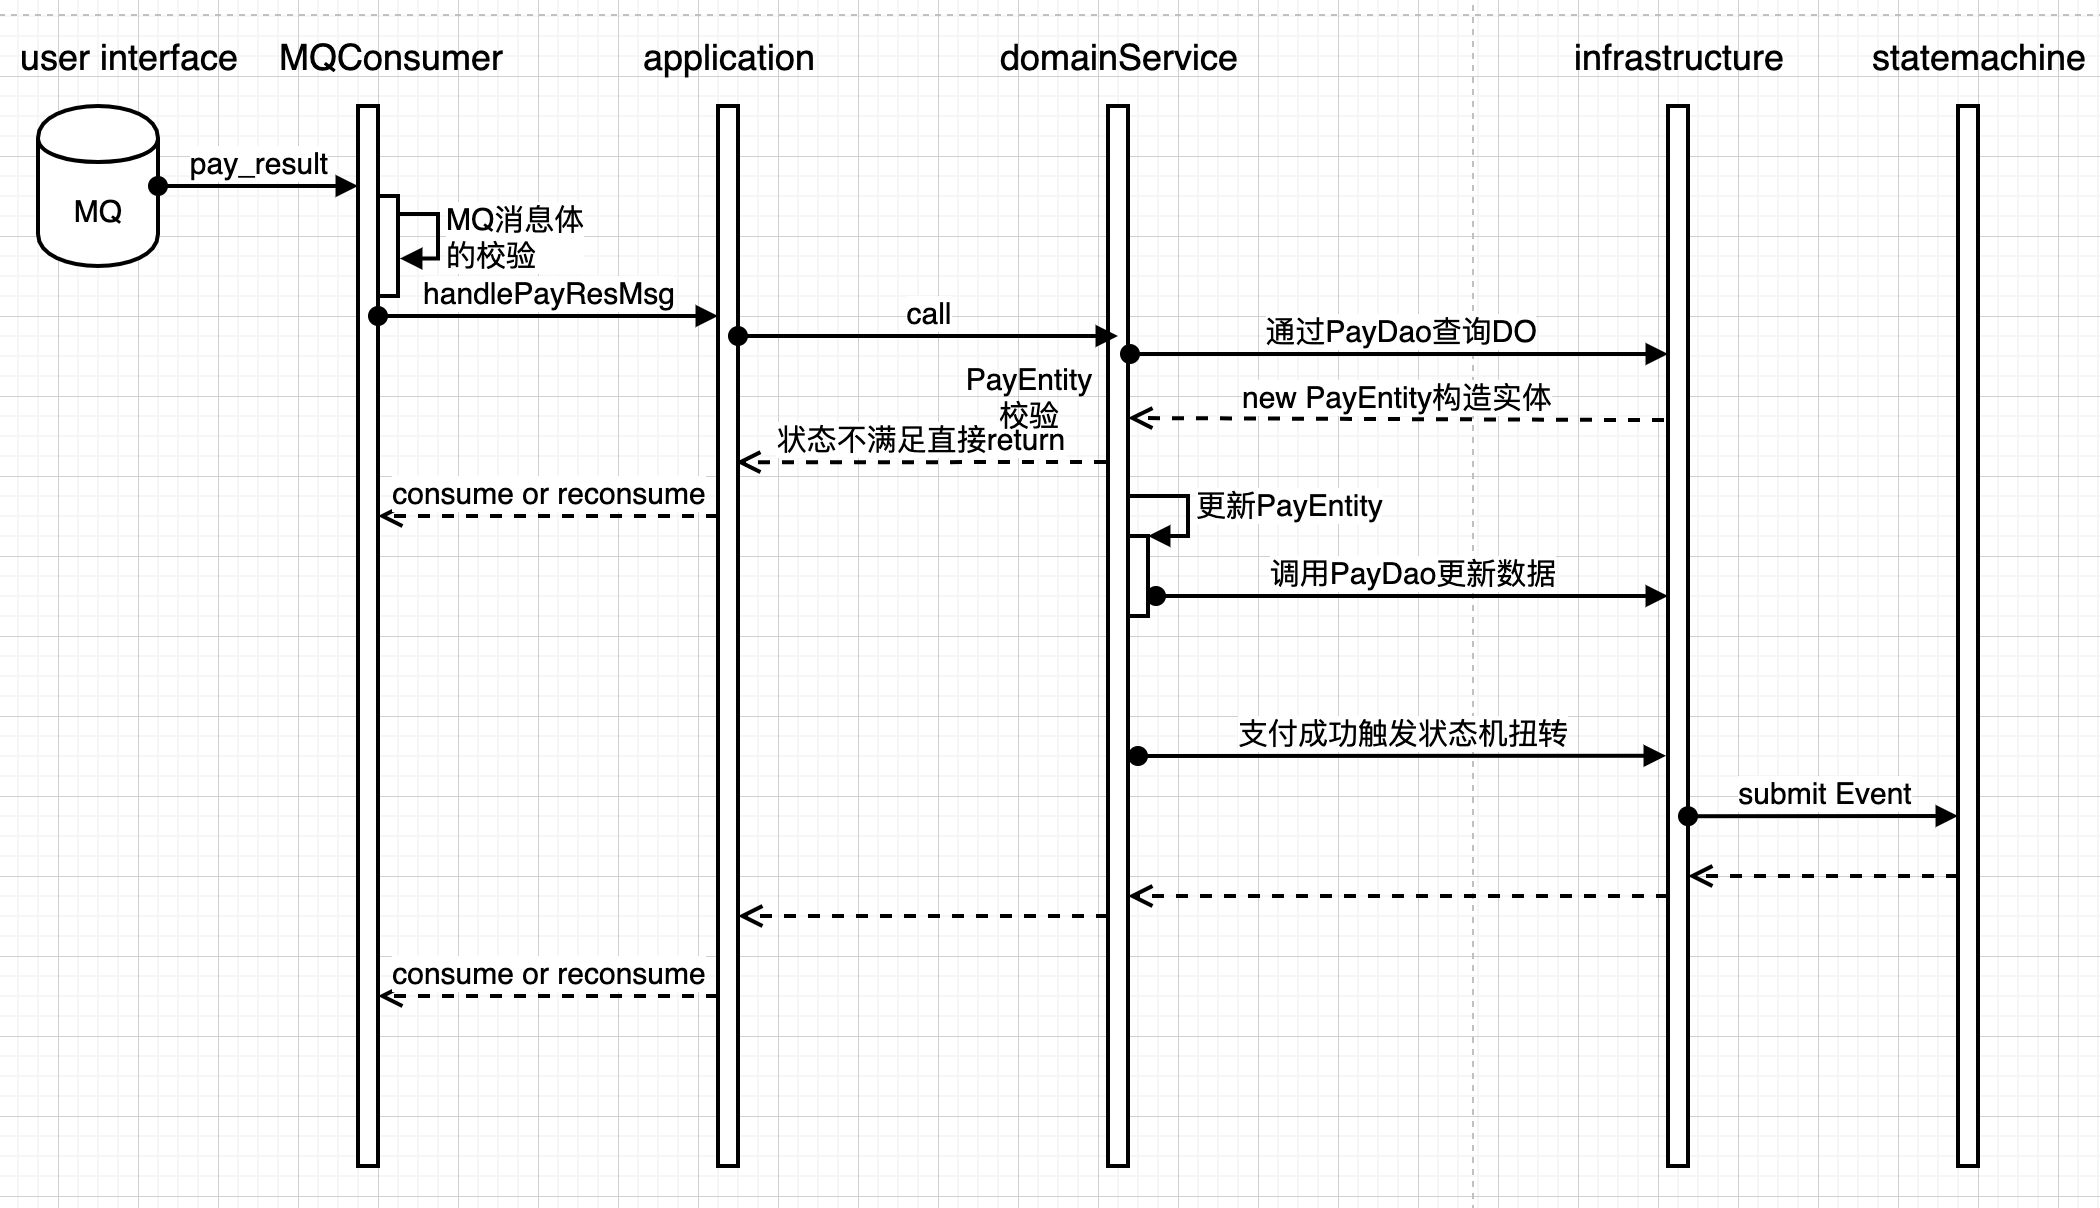 user interface
MQConsumer
application
domainService
infrastructure
statemachine
pay_result
MQ
MQ消息体
的校验
handlePayResMsg
call
通过PayDao查询DO
PayEntity
校验
new PayEntity构造实体
状态不满足直接return
consume or reconsume
更新PayEntity
调用PayDao更新数据
支付成功触发状态机扭转
submit Event
consume or reconsume